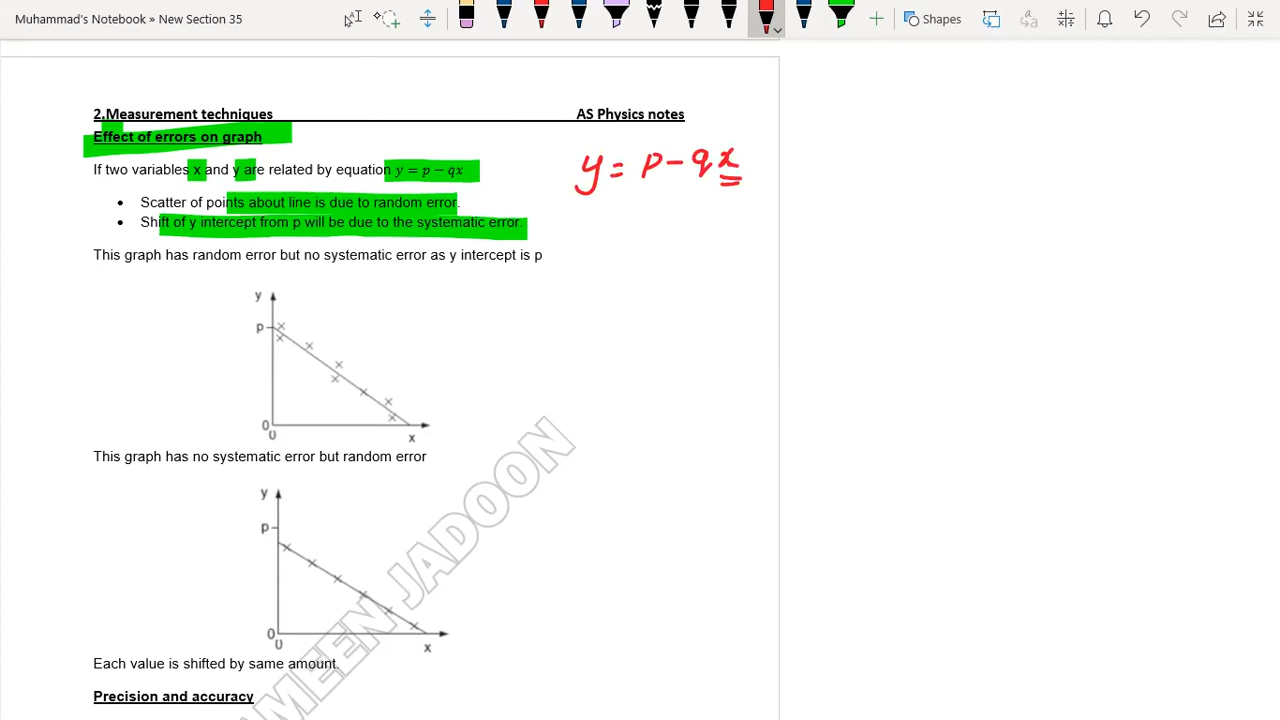 Muhammad's Notebook » New Section 35
Shapes
2.Measurement techniques AS Physics notes
Effect of errors on graph
If two variables x and y are related by equation y = p − qx
y = p − qx
• Scatter of points about line is due to random error.
• Shift of y intercept from p will be due to the systematic error.
This graph has random error but no systematic error as y intercept is p
y
p
0
0
x
This graph has no systematic error but random error
y
p
0
0
x
Each value is shifted by same amount.
Precision and accuracy
AMEEN JADOON